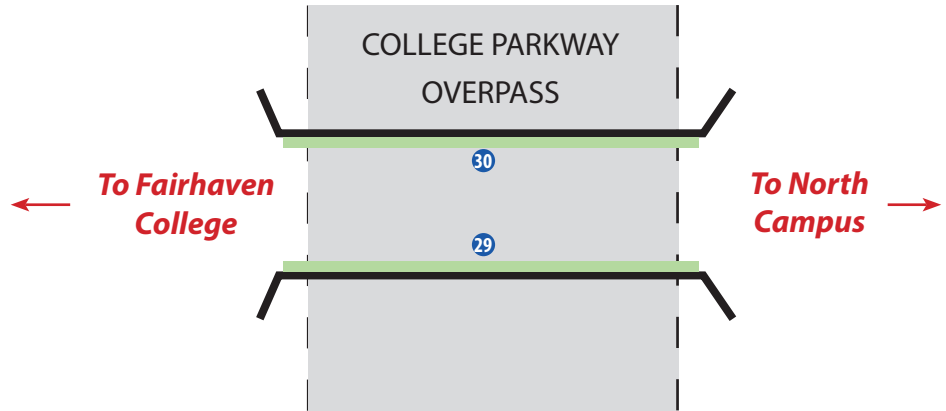 COLLEGE PARKWAY
OVERPASS
30
To Fairhaven
College
To North
Campus
29